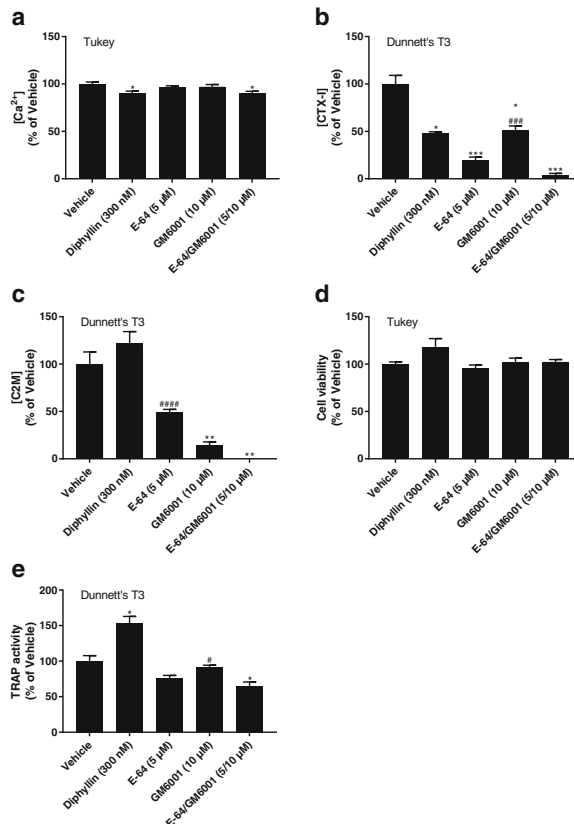 a
Tukey
[Ca2+]
(% of Vehicle)
150
100
50
0
*
*
Vehicle
Diphyllin (300 nM)
E-64 (5 µM)
GM6001 (10 µM)
E-64/GM6001 (5/10 µM)
b
Dunnett's T3
[CTX-I]
(% of Vehicle)
150
100
50
0
*
***
*
###
***
Vehicle
Diphyllin (300 nM)
E-64 (5 µM)
GM6001 (10 µM)
E-64/GM6001 (5/10 µM)
c
Dunnett's T3
[C2M]
(% of Vehicle)
150
100
50
0
####
**
**
Vehicle
Diphyllin (300 nM)
E-64 (5 µM)
GM6001 (10 µM)
E-64/GM6001 (5/10 µM)
d
Tukey
Cell viability
(% of Vehicle)
150
100
50
0
Vehicle
Diphyllin (300 nM)
E-64 (5 µM)
GM6001 (10 µM)
E-64/GM6001 (5/10 µM)
e
Dunnett's T3
TRAP activity
(% of Vehicle)
200
150
100
50
0
*
#
*
Vehicle
Diphyllin (300 nM)
E-64 (5 µM)
GM6001 (10 µM)
E-64/GM6001 (5/10 µM)